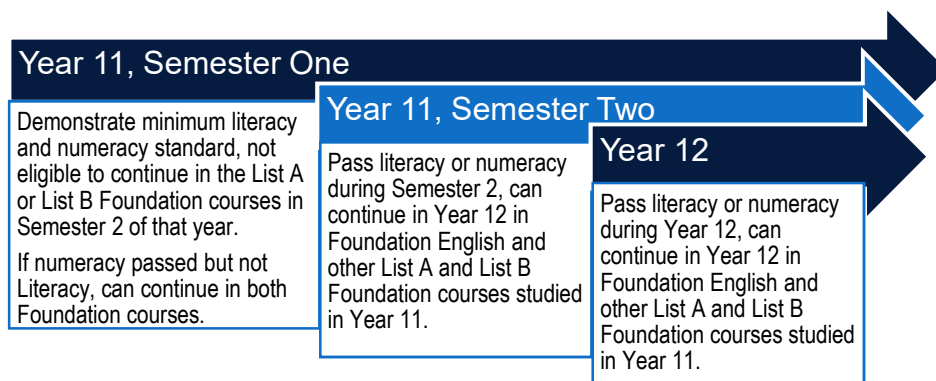 Year 11, Semester One
Demonstrate minimum literacy
and numeracy standard, not
eligible to continue in the List A
or List B Foundation courses in
Semester 2 of that year.
If numeracy passed but not
Literacy, can continue in both
Foundation courses.
Year 11, Semester Two
Pass literacy or numeracy
during Semester 2, can
continue in Year 12 in
Foundation English and
other List A and List B
Foundation courses studied
in Year 11.
Year 12
Pass literacy or numeracy
during Year 12, can
continue in Year 12 in
Foundation English and
other List A and List B
Foundation courses studied
in Year 11.